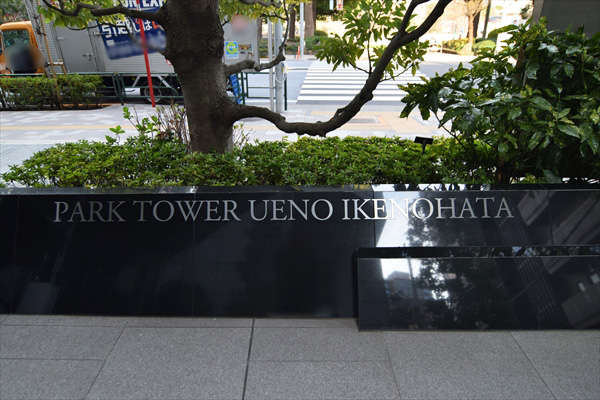 PARK TOWER UENO IKENOHATA